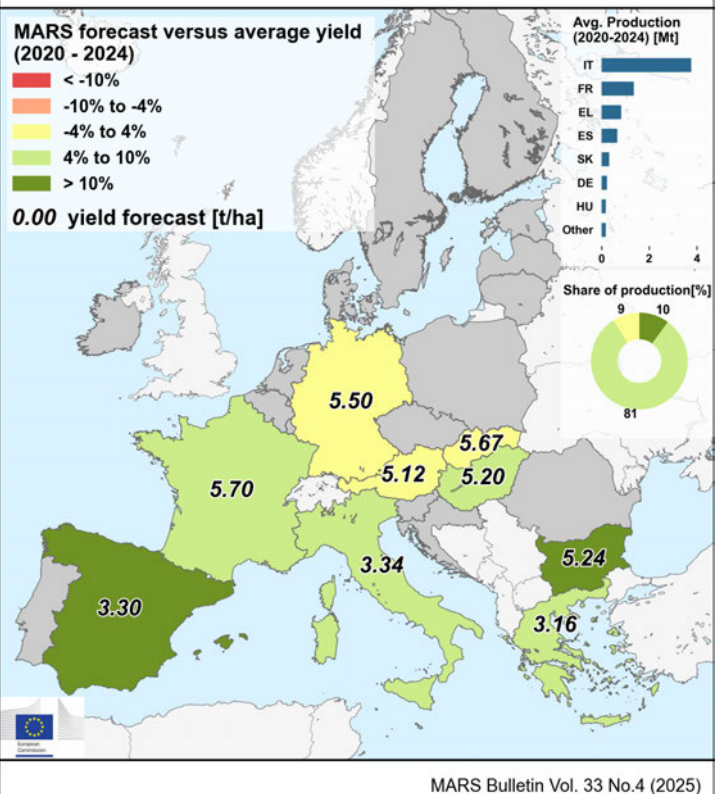 MARS forecast versus average yield
(2020 - 2024)
< -10%
-10% to -4%
-4% to 4%
4% to 10%
> 10%
0.00 yield forecast [t/ha]
Avg. Production
(2020-2024) [Mt]
IT
FR
EL
ES
SK
DE
HU
Other
0 2 4
Share of production[%]
9 10
81
5.50
5.67
5.12
5.20
5.70
3.34
5.24
3.30
3.16
European
Commission
MARS Bulletin Vol. 33 No.4 (2025)